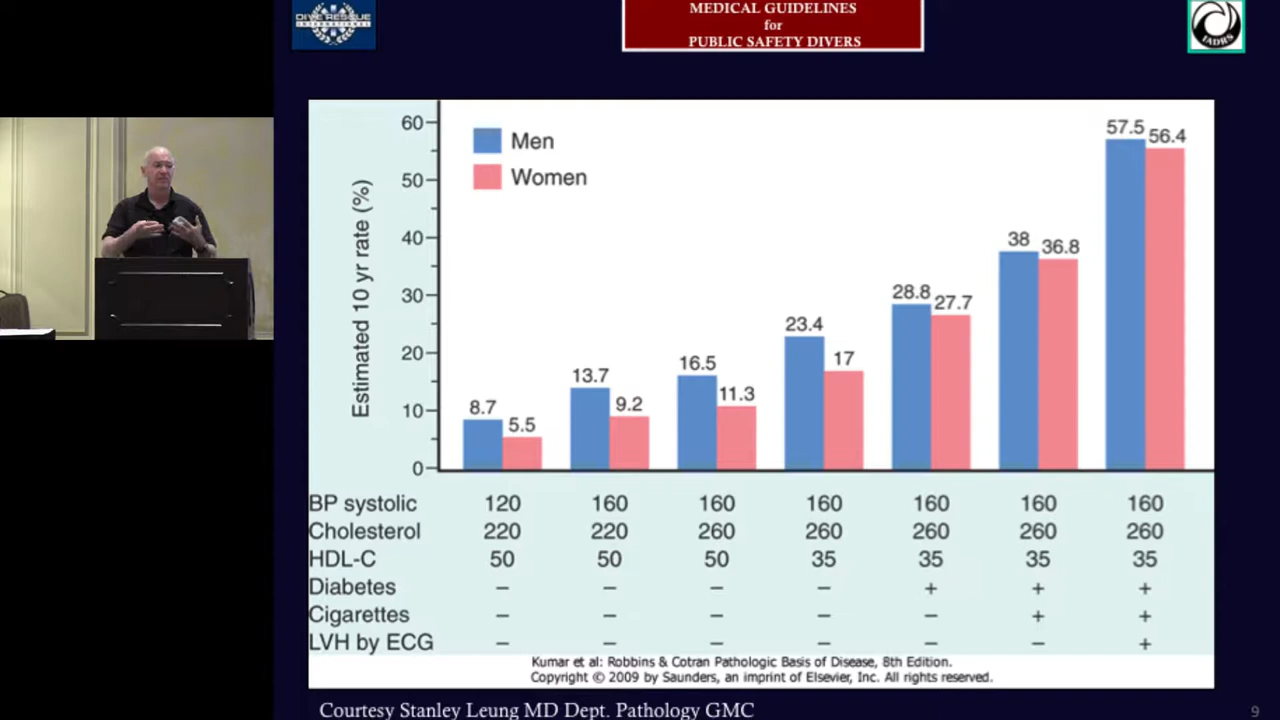 DIVE RESCUE
INTERNATIONAL
MEDICAL GUIDELINES
for
PUBLIC SAFETY DIVERS
IADRS
Men
Women
Estimated 10 yr rate (%)
60
50
40
30
20
10
0
8.7 5.5 13.7 9.2 16.5 11.3 23.4 17 28.8 27.7 38 36.8 57.5 56.4
BP systolic 120 160 160 160 160 160 160
Cholesterol 220 220 260 260 260 260 260
HDL-C 50 50 50 35 35 35 35
Diabetes – – – – + + +
Cigarettes – – – – – + +
LVH by ECG – – – – – – +
Kumar et al: Robbins & Cotran Pathologic Basis of Disease, 8th Edition.
Copyright © 2009 by Saunders, an imprint of Elsevier, Inc. All rights reserved.
Courtesy Stanley Leung MD Dept. Pathology GMC
9